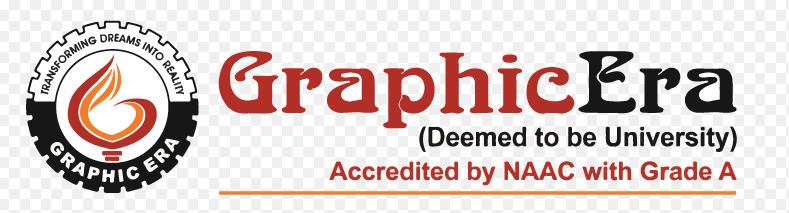 TRANSFORMING DREAMS INTO REALITY
GRAPHIC ERA
GraphicEra
(Deemed to be University)
Accredited by NAAC with Grade A